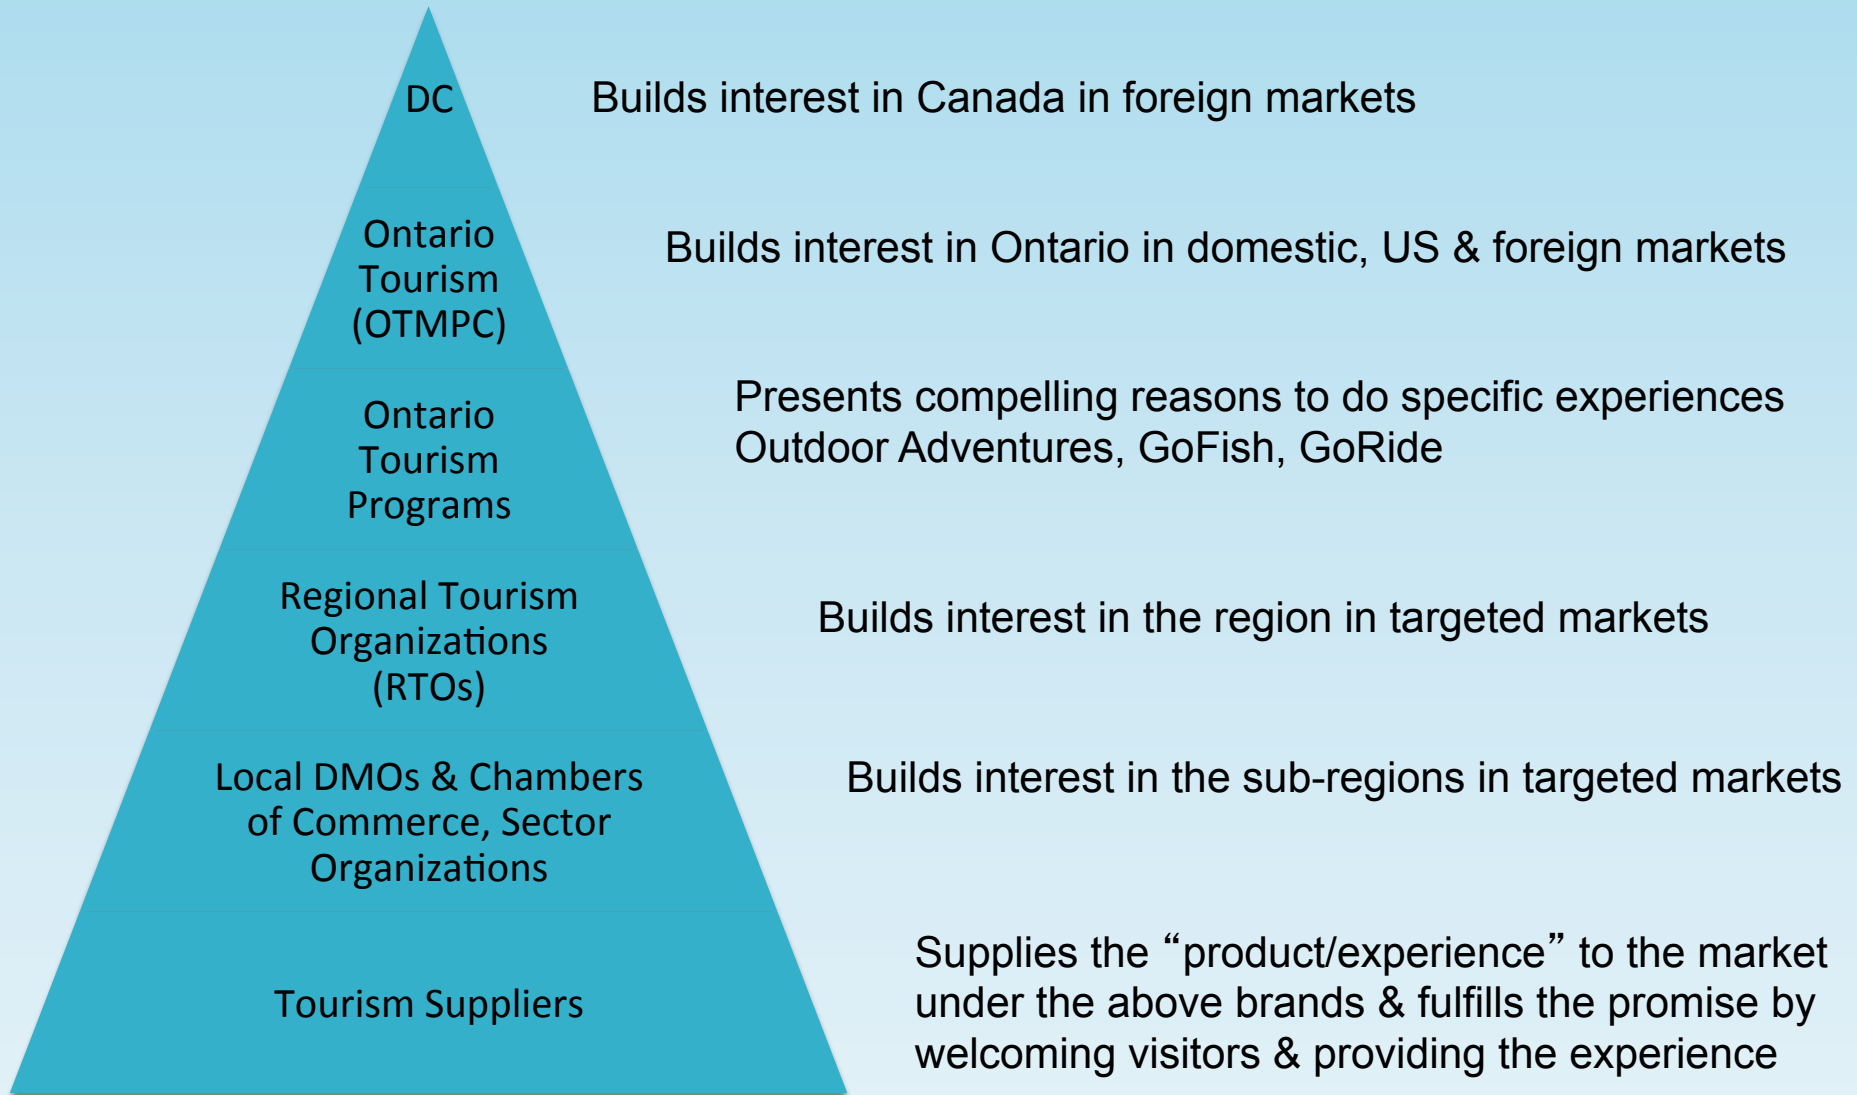 DC
Builds interest in Canada in foreign markets
Ontario
Tourism
(OTMPC)
Builds interest in Ontario in domestic, US & foreign markets
Ontario
Tourism
Programs
Presents compelling reasons to do specific experiences
Outdoor Adventures, GoFish, GoRide
Regional Tourism
Organizations
(RTOs)
Builds interest in the region in targeted markets
Local DMOs & Chambers
of Commerce, Sector
Organizations
Builds interest in the sub-regions in targeted markets
Tourism Suppliers
Supplies the “product/experience” to the market
under the above brands & fulfills the promise by
welcoming visitors & providing the experience